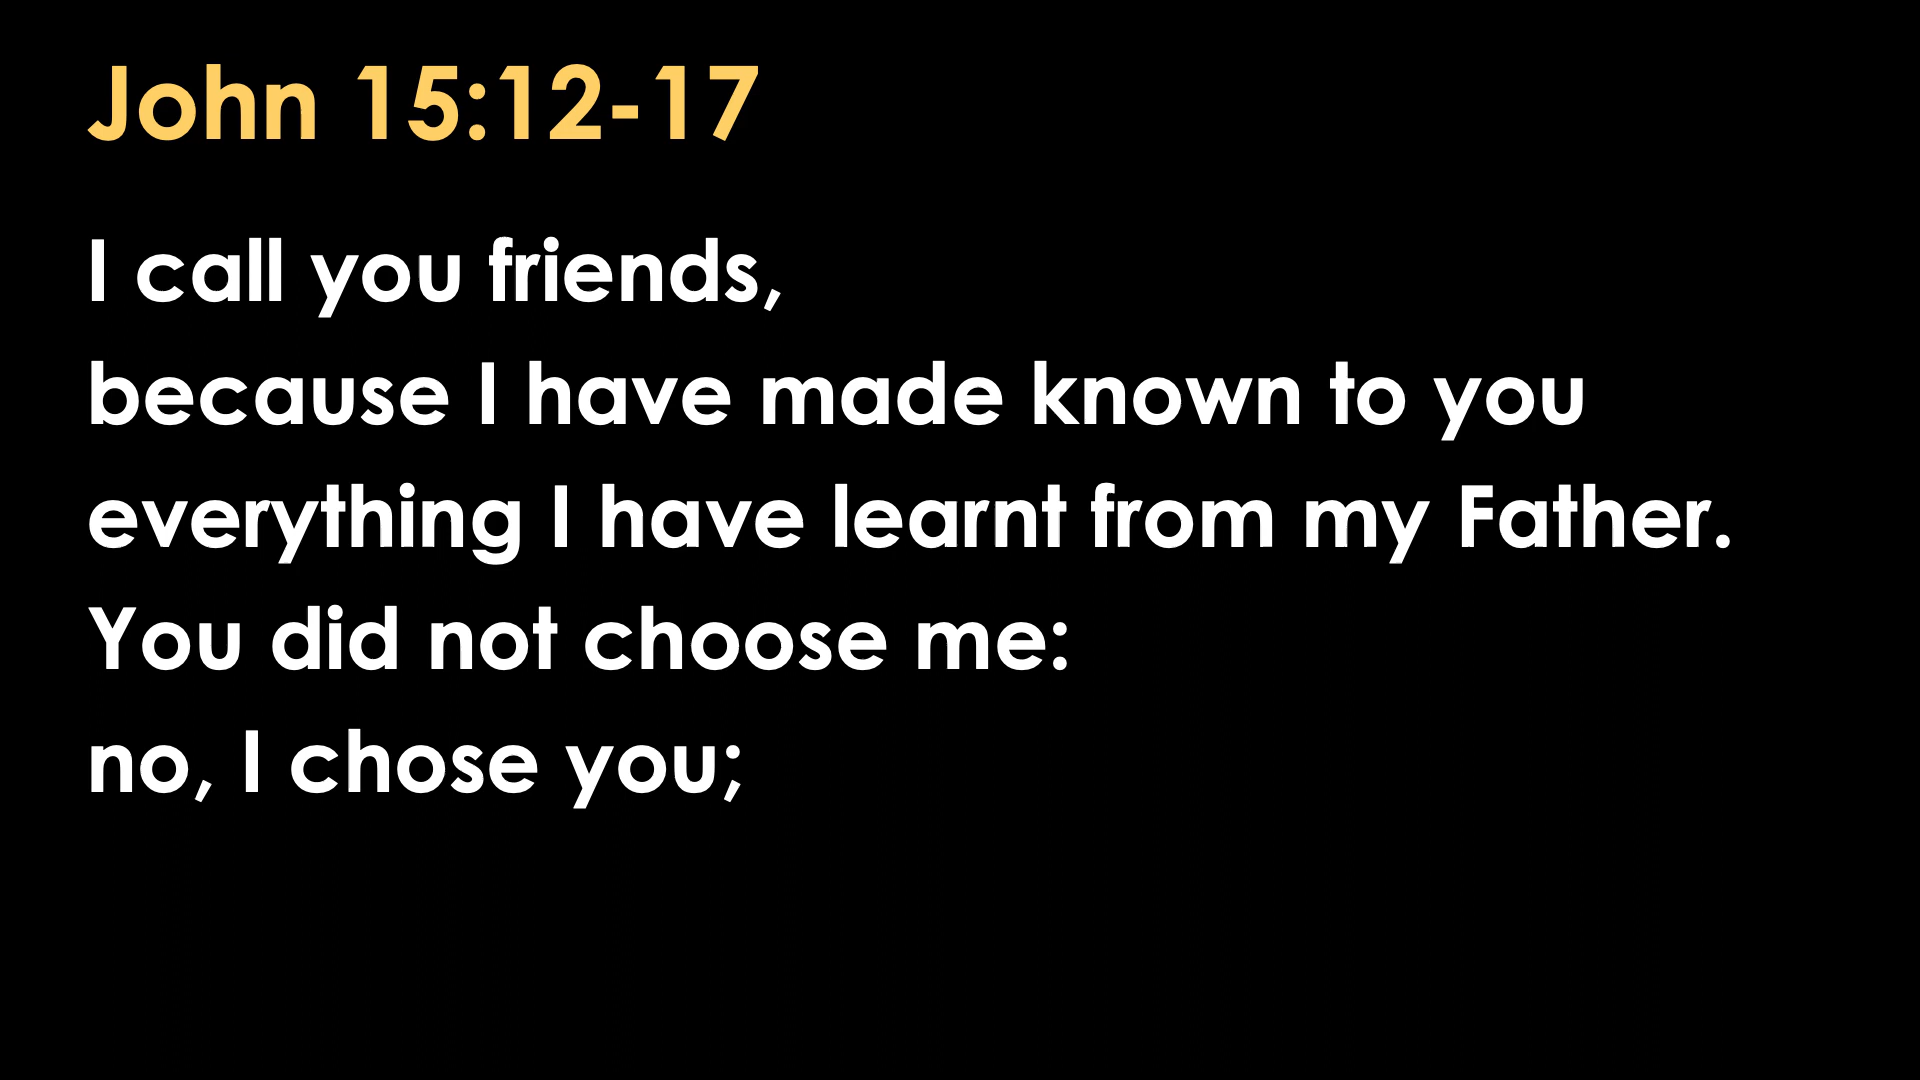 John 15:12-17
I call you friends,
because I have made known to you
everything I have learnt from my Father.
You did not choose me:
no, I chose you;